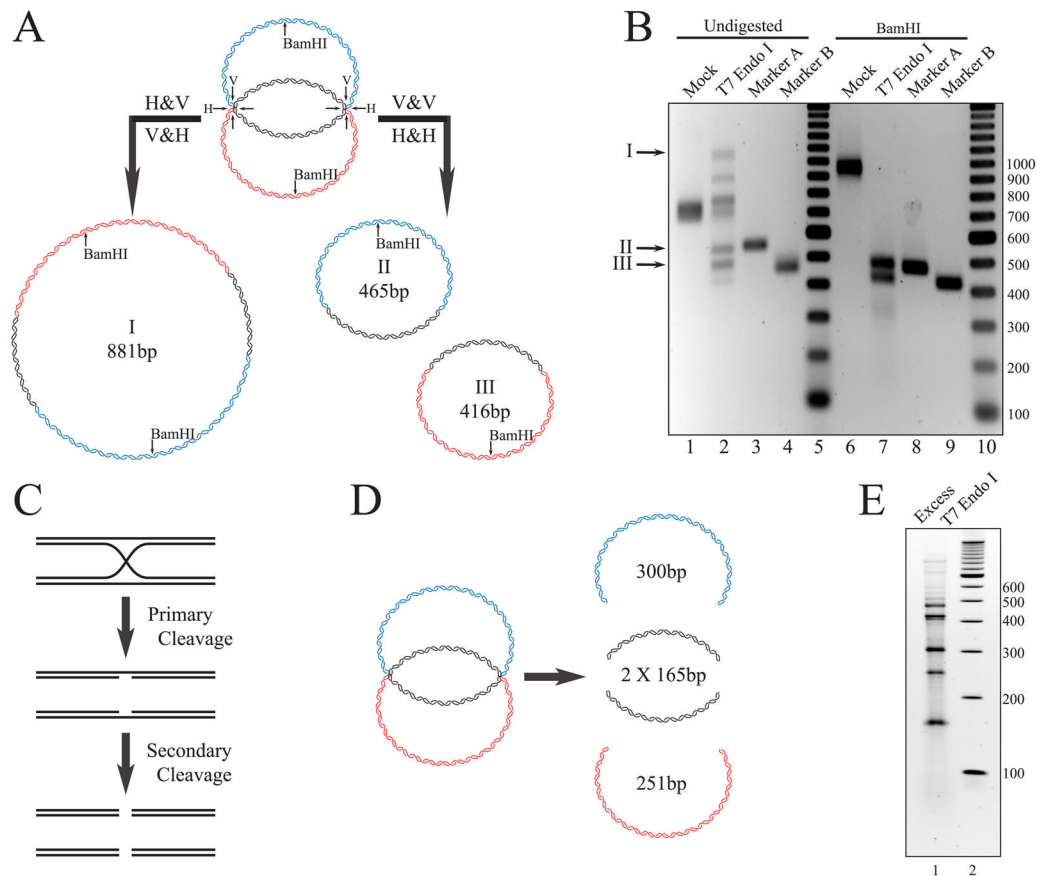 A
BamHI
V
V
H
H
H&V
V&H
V&V
H&H
BamHI
BamHI
I
881bp
BamHI
BamHI
II
465bp
III
416bp
BamHI
B
Undigested
BamHI
Mock
T7 Endo I
Marker A
Marker B
Mock
T7 Endo I
Marker A
Marker B
I
II
III
1000
900
800
700
600
500
400
300
200
100
1 2 3 4 5 6 7 8 9 10
C
Primary
Cleavage
Secondary
Cleavage
D
300bp
2 X 165bp
251bp
E
Excess
T7 Endo I
600
500
400
300
200
100
1 2